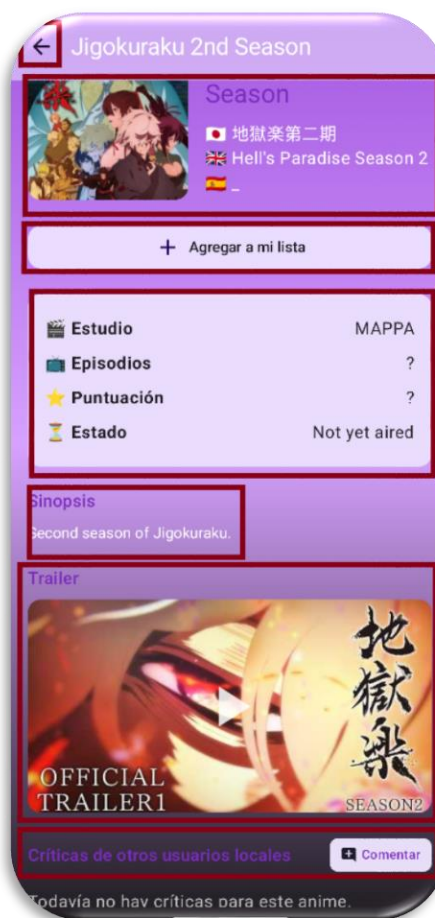 Jigokuraku 2nd Season
Season
地獄楽第二期
Hell's Paradise Season 2
_
+ Agregar a mi lista
Estudio MAPPA
Episodios ?
Puntuación ?
Estado Not yet aired
Sinopsis
Second season of Jigokuraku.
Trailer
地獄楽
OFFICIAL
TRAILER1
SEASON2
Críticas de otros usuarios locales
Comentar
Todavía no hay críticas para este anime.